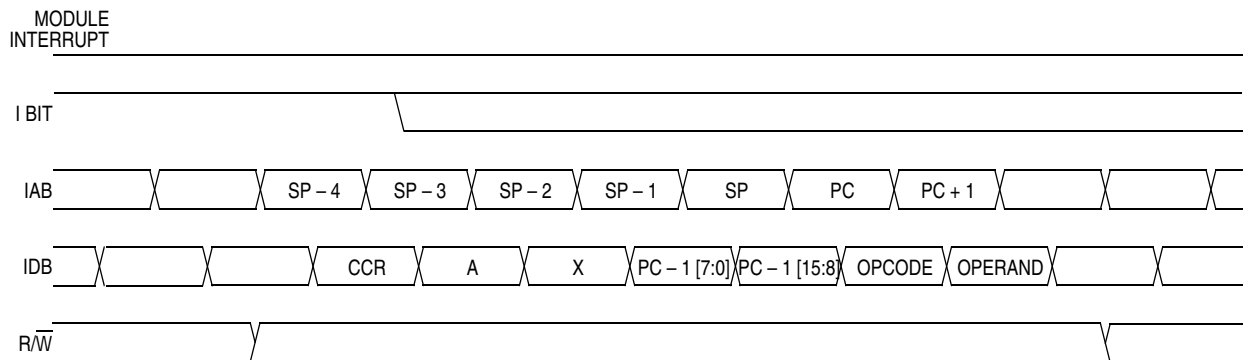 MODULE
INTERRUPT
I BIT
IAB SP – 4 SP – 3 SP – 2 SP – 1 SP PC PC + 1
IDB CCR A X PC – 1 [7:0] PC – 1 [15:8] OPCODE OPERAND
R/W̅